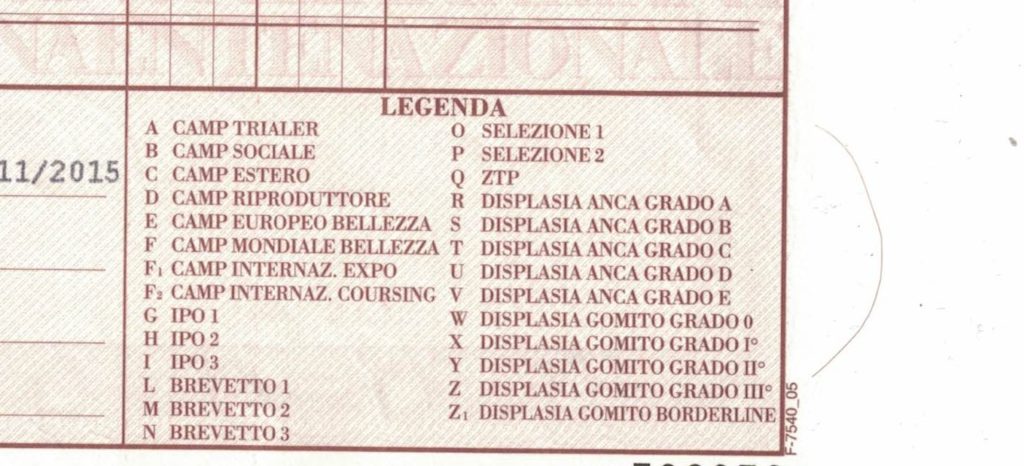 LEGENDA
A CAMP TRIALER
B CAMP SOCIALE
C CAMP ESTERO
D CAMP RIPRODUTTORE
E CAMP EUROPEO BELLEZZA
F CAMP MONDIALE BELLEZZA
F1 CAMP INTERNAZ. EXPO
F2 CAMP INTERNAZ. COURSING
G IPO 1
H IPO 2
I IPO 3
L BREVETTO 1
M BREVETTO 2
N BREVETTO 3
O SELEZIONE 1
P SELEZIONE 2
Q ZTP
R DISPLASIA ANCA GRADO A
S DISPLASIA ANCA GRADO B
T DISPLASIA ANCA GRADO C
U DISPLASIA ANCA GRADO D
V DISPLASIA ANCA GRADO E
W DISPLASIA GOMITO GRADO 0
X DISPLASIA GOMITO GRADO I°
Y DISPLASIA GOMITO GRADO II°
Z DISPLASIA GOMITO GRADO III°
Z1 DISPLASIA GOMITO BORDERLINE
11/2015
F-7540_05